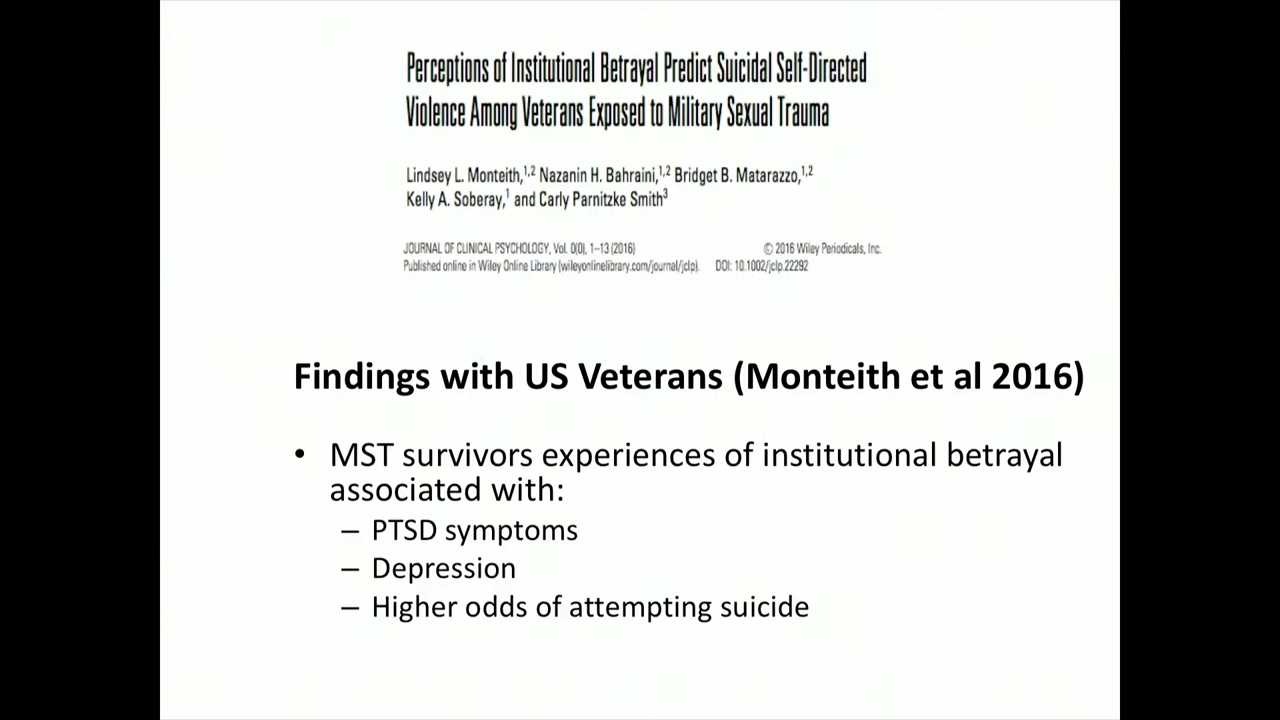 Perceptions of Institutional Betrayal Predict Suicidal Self-Directed
Violence Among Veterans Exposed to Military Sexual Trauma
Lindsey L. Monteith,1,2 Nazanin H. Bahraini,1,2 Bridget B. Matarazzo,1,2
Kelly A. Soberay,1 and Carly Parnitzke Smith3
JOURNAL OF CLINICAL PSYCHOLOGY, Vol. 0(0), 1–13 (2016) © 2016 Wiley Periodicals, Inc.
Published online in Wiley Online Library (wileyonlinelibrary.com/journal/jclp). DOI: 10.1002/jclp.22292
Findings with US Veterans (Monteith et al 2016)
• MST survivors experiences of institutional betrayal
associated with:
– PTSD symptoms
– Depression
– Higher odds of attempting suicide